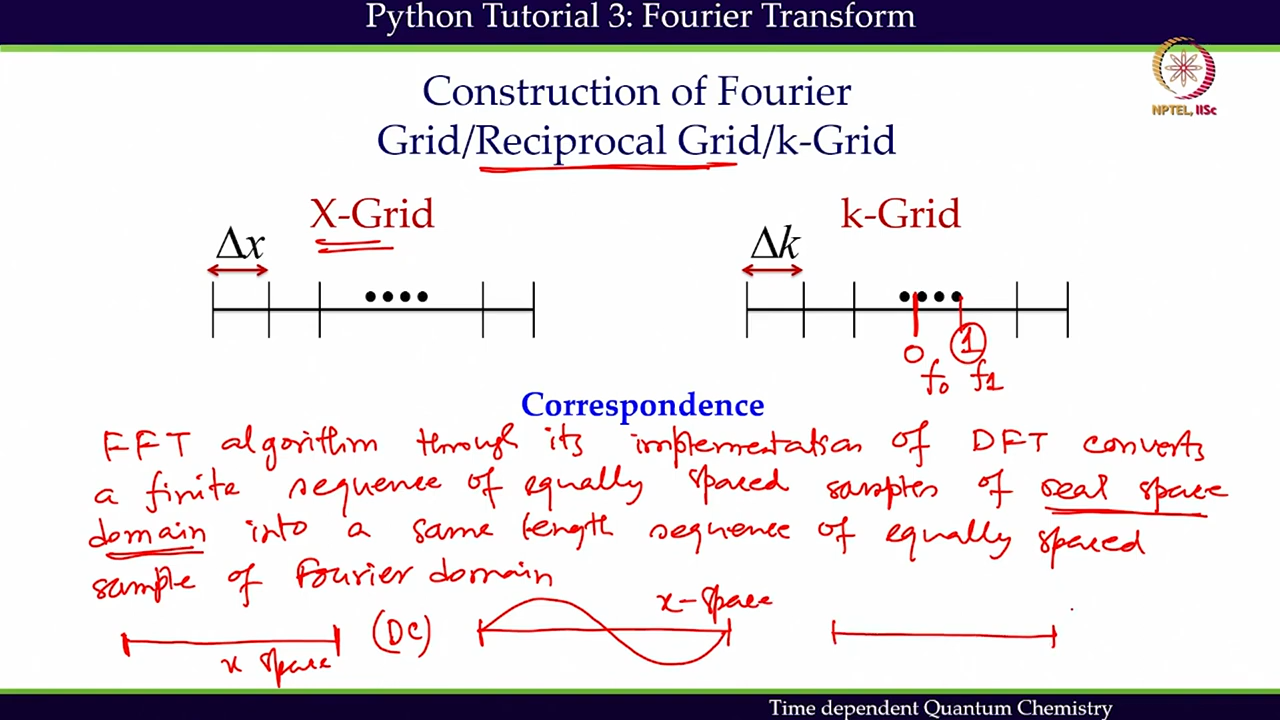 Python Tutorial 3: Fourier Transform
NPTEL, IISc
Construction of Fourier
Grid/Reciprocal Grid/k-Grid
X-Grid
k-Grid
Δx
Δk
0 1
f0 f1
Correspondence
FFT algorithm through its implementation of DFT converts
a finite sequence of equally spaced samples of real space
domain into a same length sequence of equally spaced
sample of Fourier domain
x space
(DC)
x-space
Time dependent Quantum Chemistry